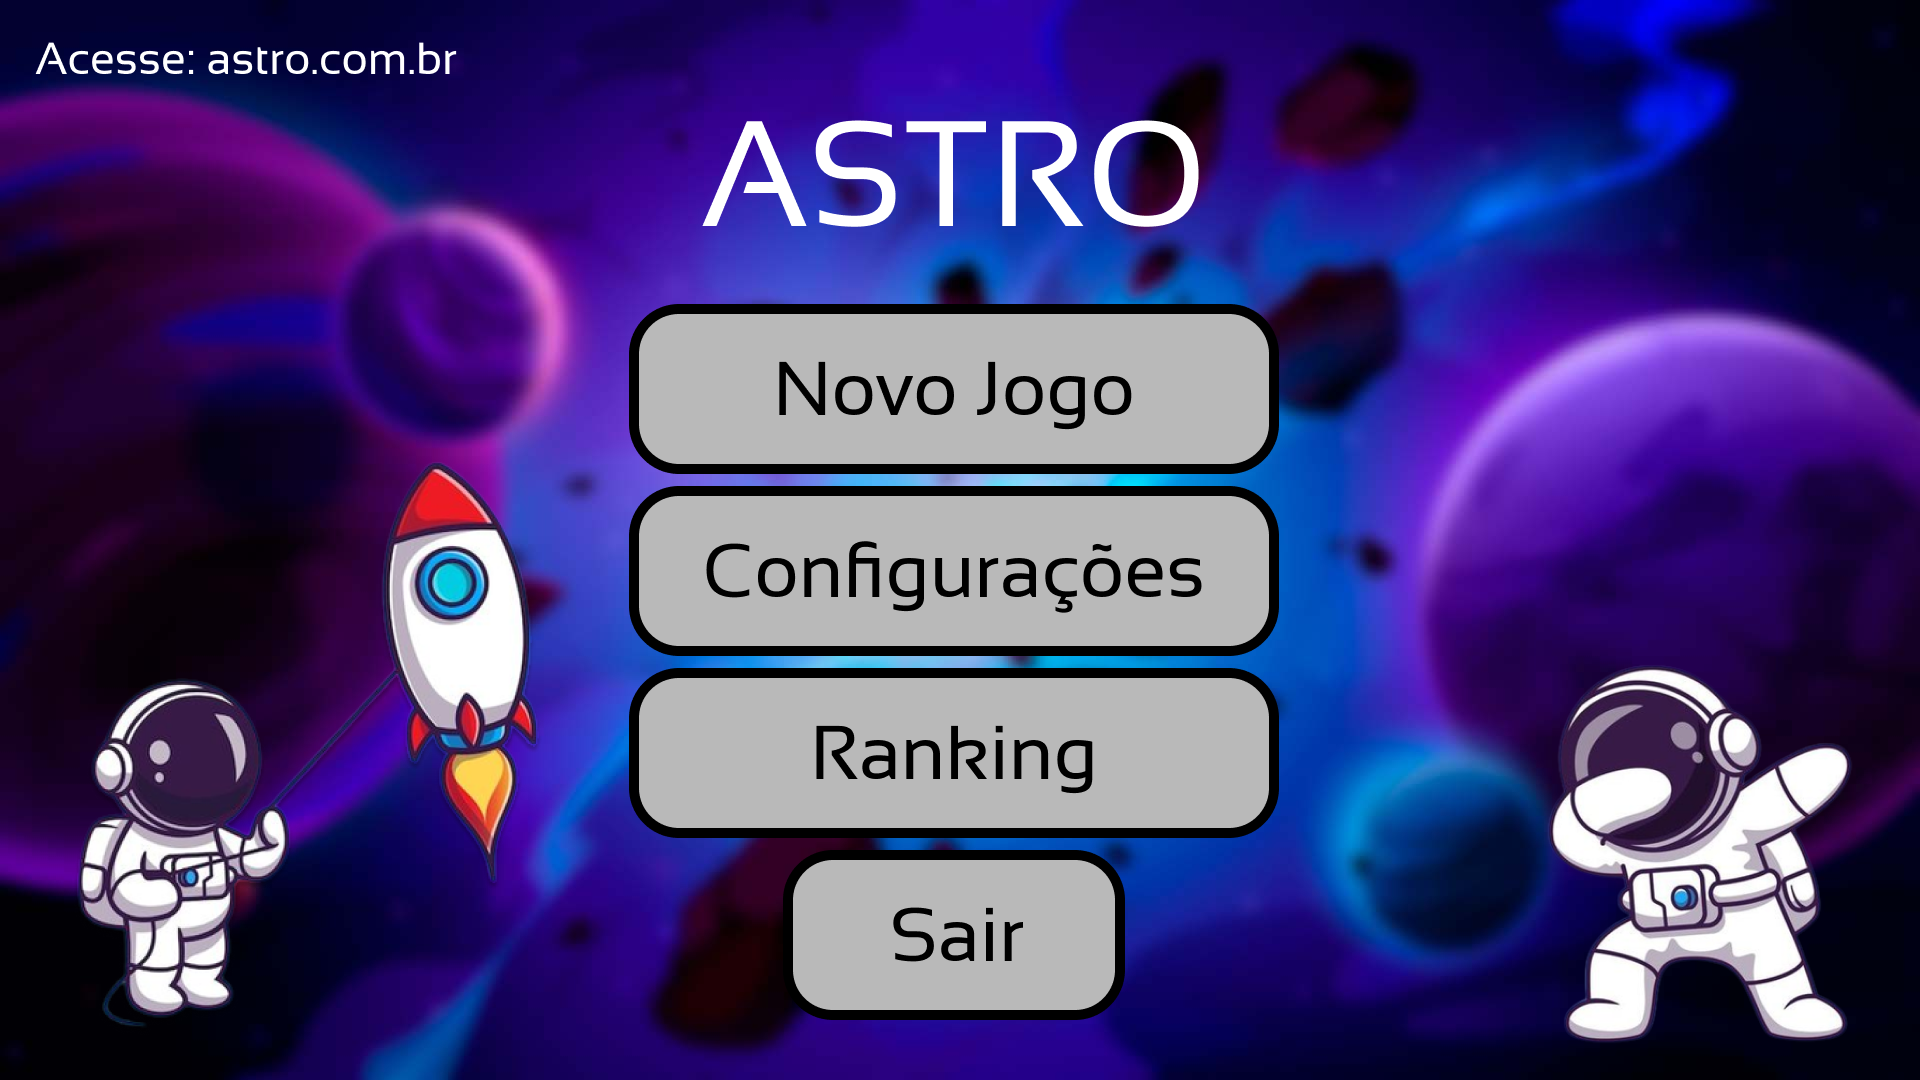 Acesse: astro.com.br
ASTRO
Novo Jogo
Configurações
Ranking
Sair